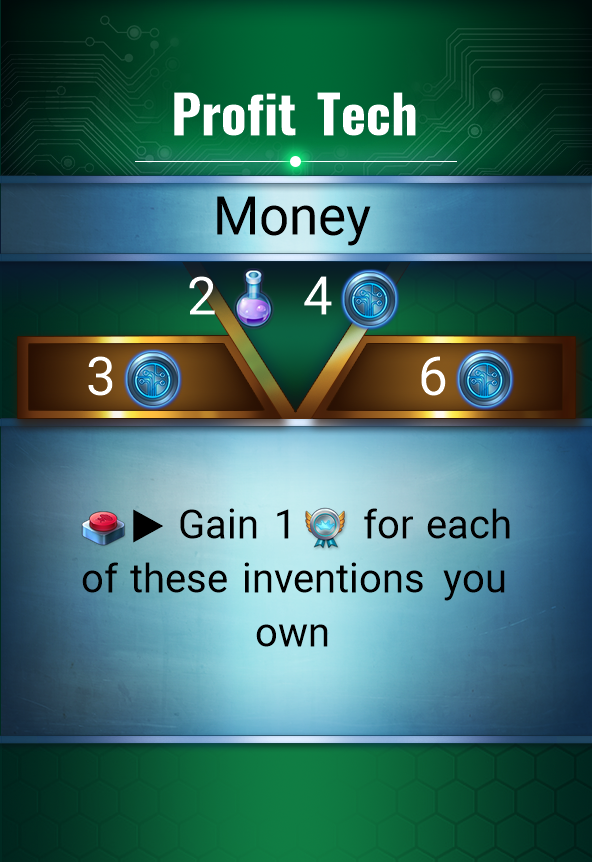 Profit Tech
Money
2 4
3 6
▶ Gain 1 for each
of these inventions you
own